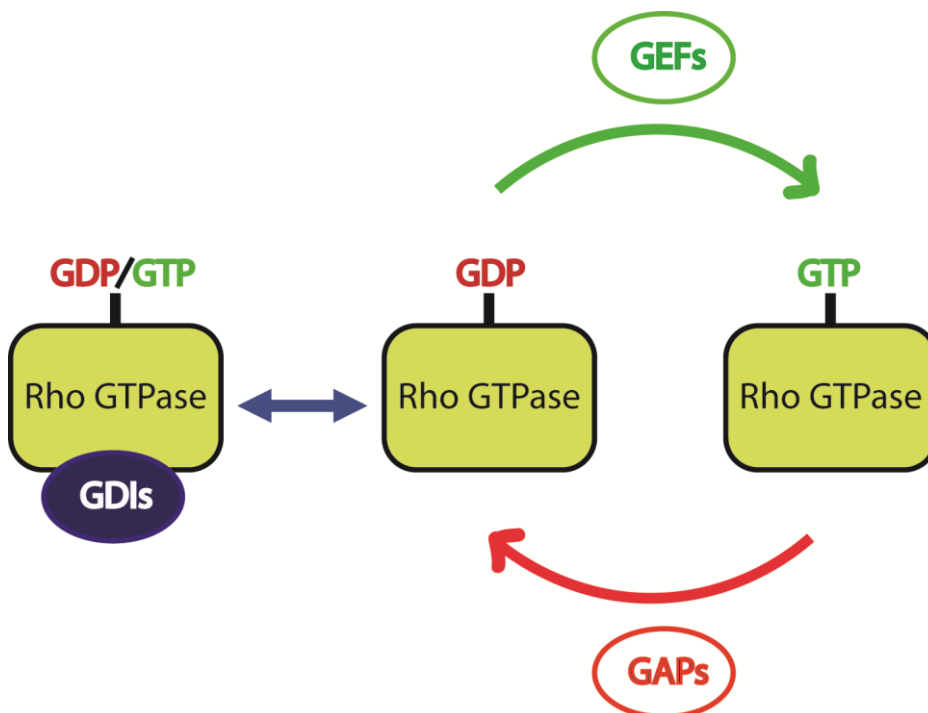 GEFs
GDP/GTP
GDP
GTP
Rho GTPase
Rho GTPase
Rho GTPase
GDIs
GAPs